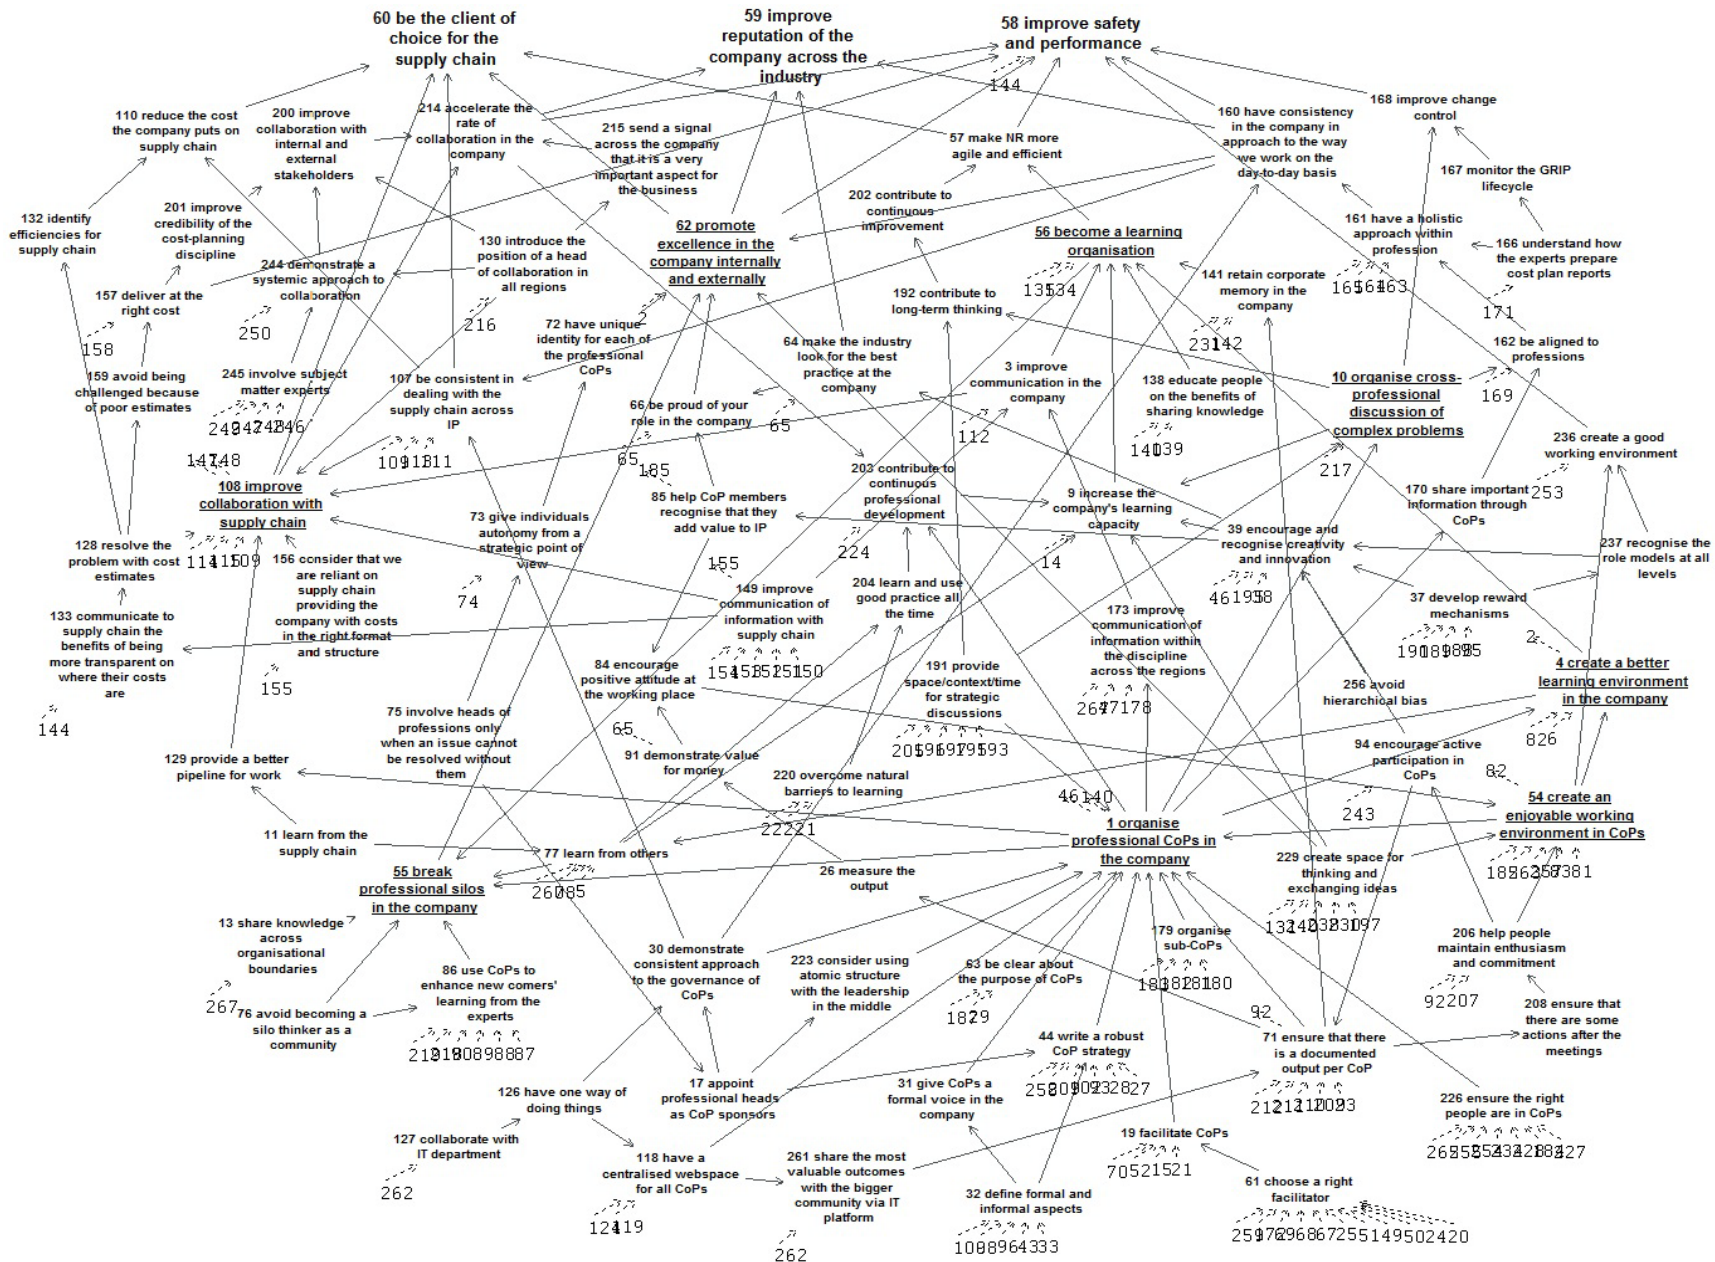 60 be the client of
choice for the
supply chain
59 improve
reputation of the
company across the
industry
58 improve safety
and performance
144
110 reduce the cost
the company puts on
supply chain
200 improve
collaboration with
internal and
external
stakeholders
214 accelerate the
rate of
collaboration in the
company
215 send a signal
across the company
that it is a very
important aspect for
the business
57 make NR more
agile and efficient
160 have consistency
in the company in
approach to the way
we work on the
day-to-day basis
168 improve change
control
167 monitor the GRIP
lifecycle
132 identify
efficiencies for
supply chain
201 improve
credibility of the
cost-planning
discipline
130 introduce the
position of a head
of collaboration in
all regions
62 promote
excellence in the
company internally
and externally
202 contribute to
continuous
improvement
56 become a learning
organisation
161 have a holistic
approach within
profession
166 understand how
the experts prepare
cost plan reports
244 demonstrate a
systemic approach to
collaboration
157 deliver at the
right cost
158
250
216
2
72 have unique
identity for each of
the professional
CoPs
192 contribute to
long-term thinking
141 retain corporate
memory in the
company
171
64 make the industry
look for the best
practice at the
company
3 improve
communication in the
company
138 educate people
on the benefits of
sharing knowledge
162 be aligned to
professions
10 organise cross-
professional
discussion of
complex problems
169
159 avoid being
challenged because
of poor estimates
245 involve subject
matter experts
107 be consistent in
dealing with the
supply chain across
IP
66 be proud of your
role in the company
65
112
217
236 create a good
working environment
253
65
185
108 improve
collaboration with
supply chain
203 contribute to
continuous
professional
development
85 help CoP members
recognise that they
add value to IP
9 increase the
company's learning
capacity
170 share important
information through
CoPs
73 give individuals
autonomy from a
strategic point of
view
39 encourage and
recognise creativity
and innovation
237 recognise the
role models at all
levels
128 resolve the
problem with cost
estimates
156 consider that we
are reliant on
supply chain
providing the
company with costs
in the right format
and structure
155
74
155
224
14
149 improve
communication of
information with
supply chain
204 learn and use
good practice all
the time
37 develop reward
mechanisms
133 communicate to
supply chain the
benefits of being
more transparent on
where their costs
are
144
173 improve
communication of
information within
the discipline
across the regions
2
84 encourage
positive attitude at
the working place
191 provide
space/context/time
for strategic
discussions
4 create a better
learning environment
in the company
826
256 avoid
hierarchical bias
75 involve heads of
professions only
when an issue cannot
be resolved without
them
65
129 provide a better
pipeline for work
91 demonstrate value
for money
94 encourage active
participation in
CoPs
82
220 overcome natural
barriers to learning
243
54 create an
enjoyable working
environment in CoPs
1 organise
professional CoPs in
the company
11 learn from the
supply chain
77 learn from others
55 break
professional silos
in the company
26 measure the
output
229 create space for
thinking and
exchanging ideas
13 share knowledge
across
organisational
boundaries
267
30 demonstrate
consistent approach
to the governance of
CoPs
223 consider using
atomic structure
with the leadership
in the middle
63 be clear about
the purpose of CoPs
179 organise
sub-CoPs
206 help people
maintain enthusiasm
and commitment
92207
86 use CoPs to
enhance new comers'
learning from the
experts
76 avoid becoming a
silo thinker as a
community
92
44 write a robust
CoP strategy
71 ensure that there
is a documented
output per CoP
208 ensure that
there are some
actions after the
meetings
126 have one way of
doing things
17 appoint
professional heads
as CoP sponsors
31 give CoPs a
formal voice in the
company
226 ensure the right
people are in CoPs
127 collaborate with
IT department
262
19 facilitate CoPs
70521521
118 have a
centralised webspace
for all CoPs
261 share the most
valuable outcomes
with the bigger
community via IT
platform
262
32 define formal and
informal aspects
61 choose a right
facilitator